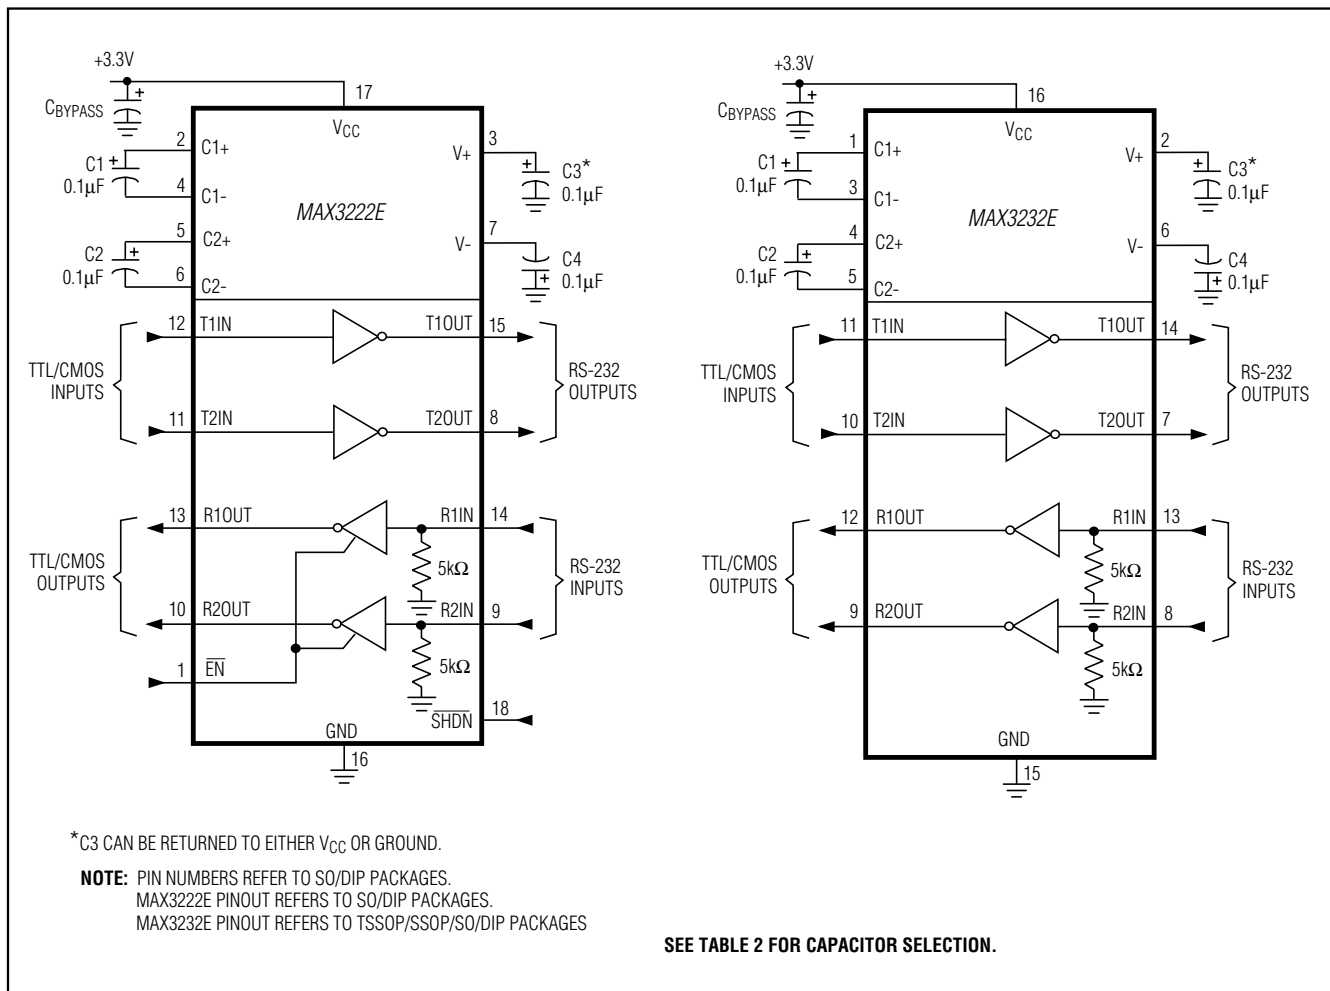 +3.3V
CBYPASS
+
17
VCC
2
C1+
C1
+
0.1µF
4
C1-
5
C2+
C2
+
0.1µF
6
C2-
MAX3222E
3
V+
+
C3*
0.1µF
7
V-
C4
+
0.1µF
TTL/CMOS
INPUTS
12
T1IN
T1OUT
15
11
T2IN
T2OUT
8
RS-232
OUTPUTS
TTL/CMOS
OUTPUTS
13
R1OUT
R1IN
14
5kΩ
10
R2OUT
R2IN
9
5kΩ
RS-232
INPUTS
1
EN
SHDN
18
GND
16
+3.3V
CBYPASS
+
16
VCC
1
C1+
C1
+
0.1µF
3
C1-
4
C2+
C2
+
0.1µF
5
C2-
MAX3232E
2
V+
+
C3*
0.1µF
6
V-
C4
+
0.1µF
TTL/CMOS
INPUTS
11
T1IN
T1OUT
14
10
T2IN
T2OUT
7
RS-232
OUTPUTS
TTL/CMOS
OUTPUTS
12
R1OUT
R1IN
13
5kΩ
9
R2OUT
R2IN
8
5kΩ
RS-232
INPUTS
GND
15
*C3 CAN BE RETURNED TO EITHER VCC OR GROUND.
NOTE: PIN NUMBERS REFER TO SO/DIP PACKAGES.
MAX3222E PINOUT REFERS TO SO/DIP PACKAGES.
MAX3232E PINOUT REFERS TO TSSOP/SSOP/SO/DIP PACKAGES
SEE TABLE 2 FOR CAPACITOR SELECTION.